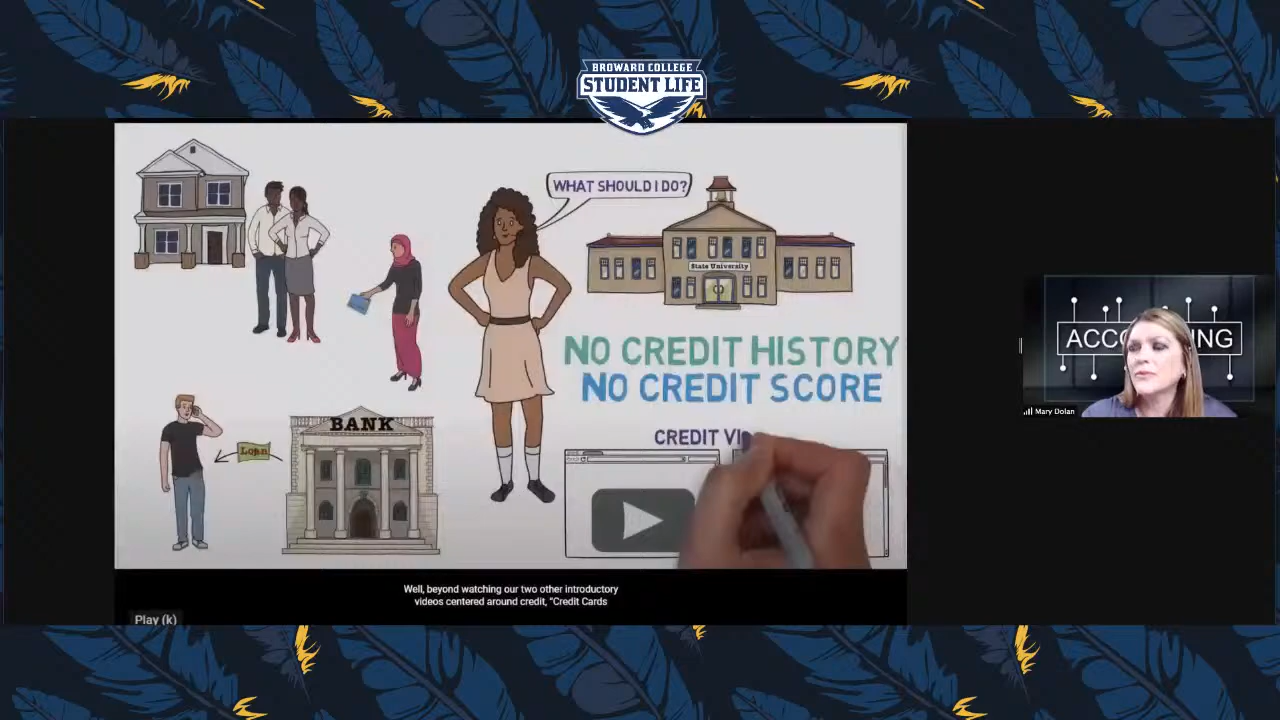 BROWARD COLLEGE
STUDENT LIFE
WHAT SHOULD I DO?
State University
NO CREDIT HISTORY
NO CREDIT SCORE
BANK
Loan
CREDIT VI
Well, beyond watching our two other introductory
videos centered around credit, "Credit Cards
Play (k)
ACC NG
Mary Dolan